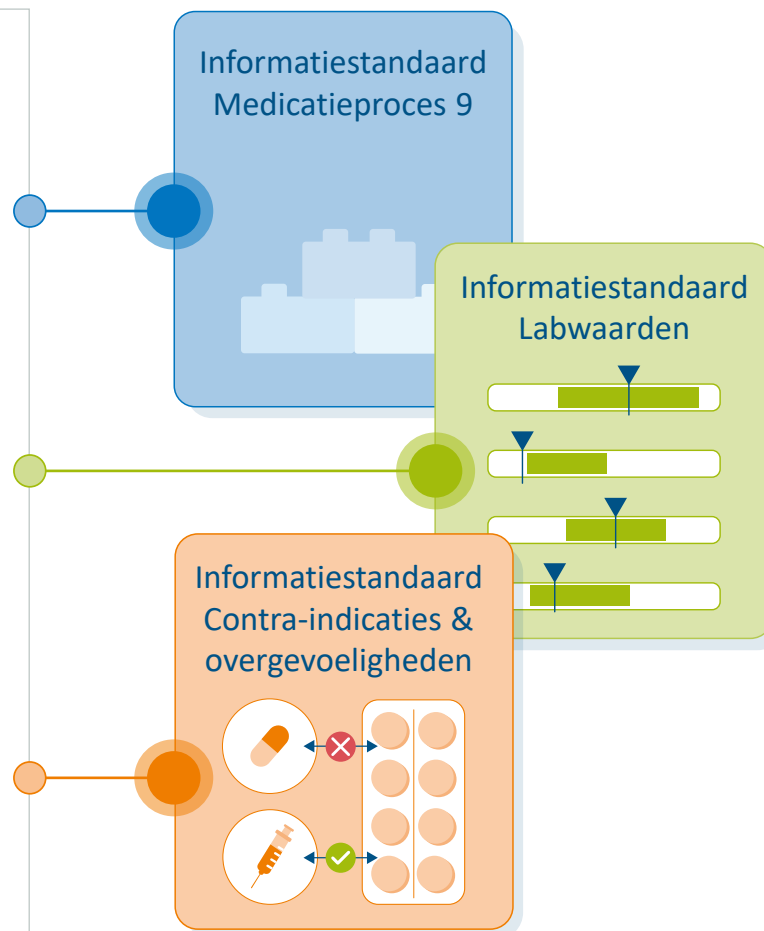 Informatiestandaard
Medicatieproces 9
Informatiestandaard
Labwaarden
Informatiestandaard
Contra-indicaties &
overgevoeligheden